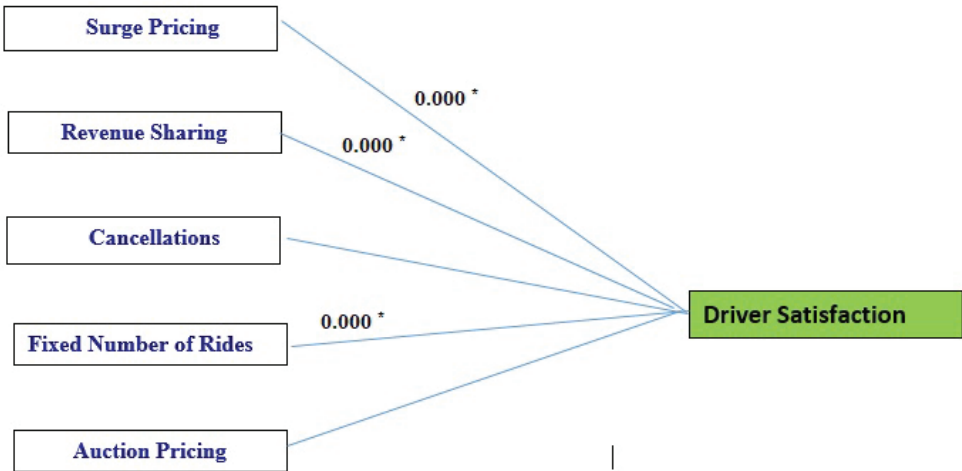 Surge Pricing
0.000 *
Revenue Sharing
0.000 *
Cancellations
Driver Satisfaction
0.000 *
Fixed Number of Rides
Auction Pricing